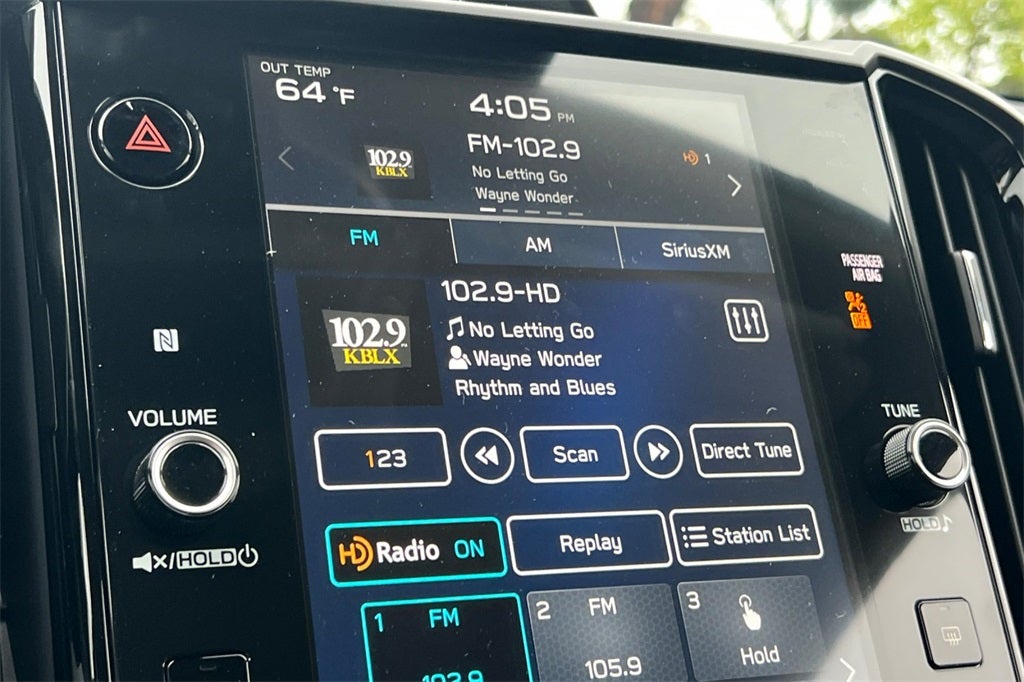 OUT TEMP
64 °F
4:05 PM
102.9
KBLX
FM-102.9
No Letting Go
Wayne Wonder
HD 1
FM
AM
SiriusXM
PASSENGER
AIR BAG
OFF
102.9
KBLX
102.9-HD
No Letting Go
Wayne Wonder
Rhythm and Blues
N
VOLUME
TUNE
123
Scan
Direct Tune
HOLD
HOLD
HD Radio ON
Replay
Station List
1 FM
102.9
2 FM
105.9
3
Hold